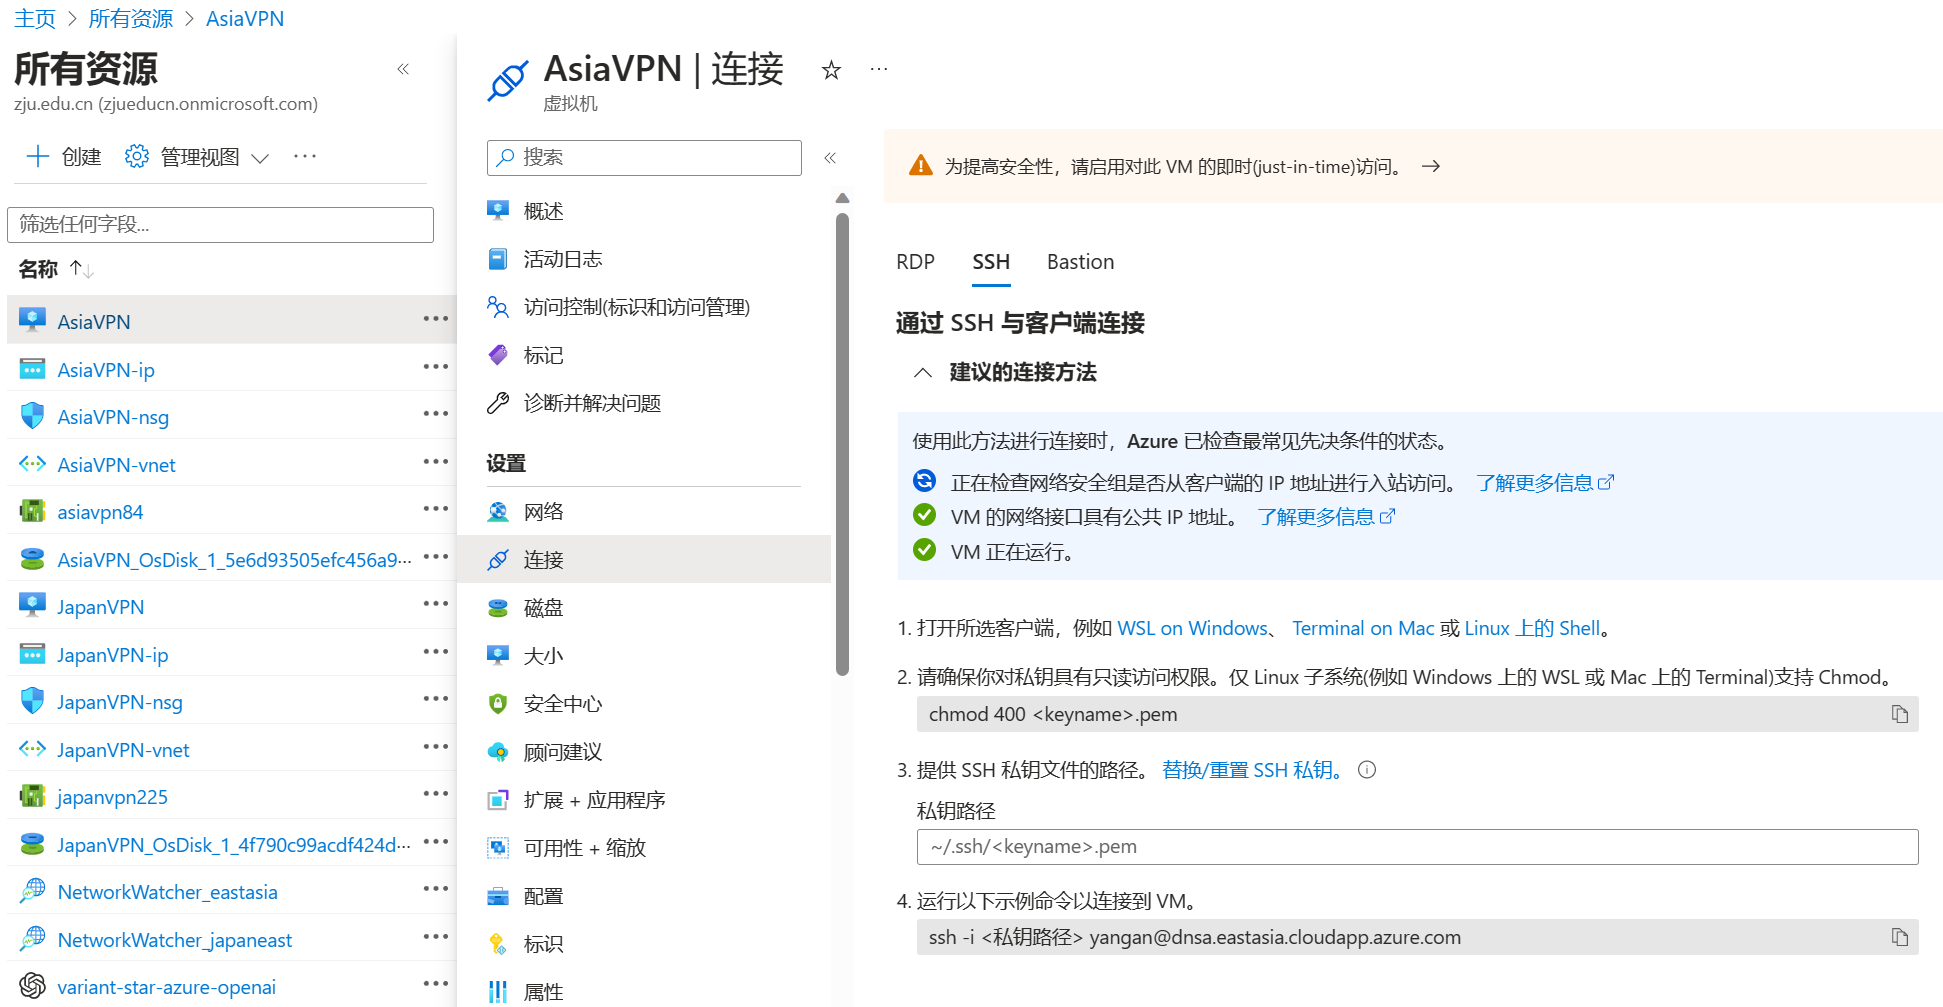 主页 > 所有资源 > AsiaVPN
所有资源
zju.edu.cn (zjueducn.onmicrosoft.com)
创建 管理视图
筛选任何字段...
名称
AsiaVPN
AsiaVPN-ip
AsiaVPN-nsg
AsiaVPN-vnet
asiavpn84
AsiaVPN_OsDisk_1_5e6d93505efc456a9···
JapanVPN
JapanVPN-ip
JapanVPN-nsg
JapanVPN-vnet
japanvpn225
JapanVPN_OsDisk_1_4f790c99acdf424d···
NetworkWatcher_eastasia
NetworkWatcher_japaneast
variant-star-azure-openai
AsiaVPN | 连接
虚拟机
搜索
概述
活动日志
访问控制(标识和访问管理)
标记
诊断并解决问题
设置
网络
连接
磁盘
大小
安全中心
顾问建议
扩展 + 应用程序
可用性 + 缩放
配置
标识
属性
为提高安全性，请启用对此 VM 的即时(just-in-time)访问。 →
RDP SSH Bastion
通过 SSH 与客户端连接
建议的连接方法
使用此方法进行连接时，Azure 已检查最常见先决条件的状态。
正在检查网络安全组是否从客户端的 IP 地址进行入站访问。 了解更多信息
VM 的网络接口具有公共 IP 地址。 了解更多信息
VM 正在运行。
1. 打开所选客户端，例如 WSL on Windows、 Terminal on Mac 或 Linux 上的 Shell。
2. 请确保你对私钥具有只读访问权限。仅 Linux 子系统(例如 Windows 上的 WSL 或 Mac 上的 Terminal)支持 Chmod。
chmod 400 <keyname>.pem
3. 提供 SSH 私钥文件的路径。 替换/重置 SSH 私钥。
私钥路径
~/.ssh/<keyname>.pem
4. 运行以下示例命令以连接到 VM。
ssh -i <私钥路径> yangan@dnsa.eastasia.cloudapp.azure.com